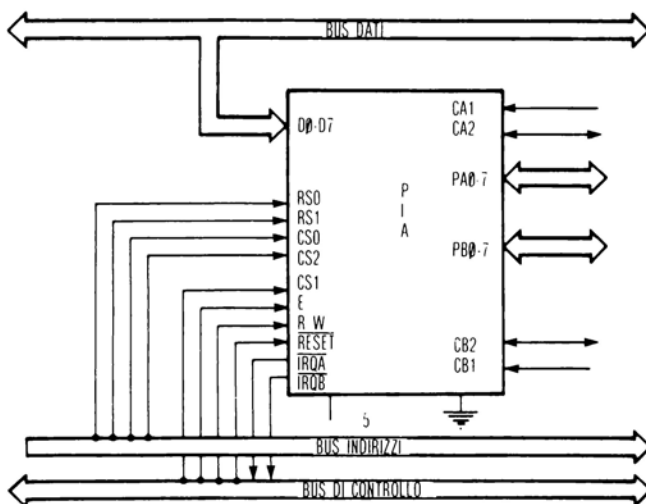 BUS DATI
D0-D7
RS0
RS1
CS0
CS2
CS1
E
R W
RESET
IRQA
IRQB
PIA
CA1
CA2
PA0-7
PB0-7
CB2
CB1
5
BUS INDIRIZZI
BUS DI CONTROLLO